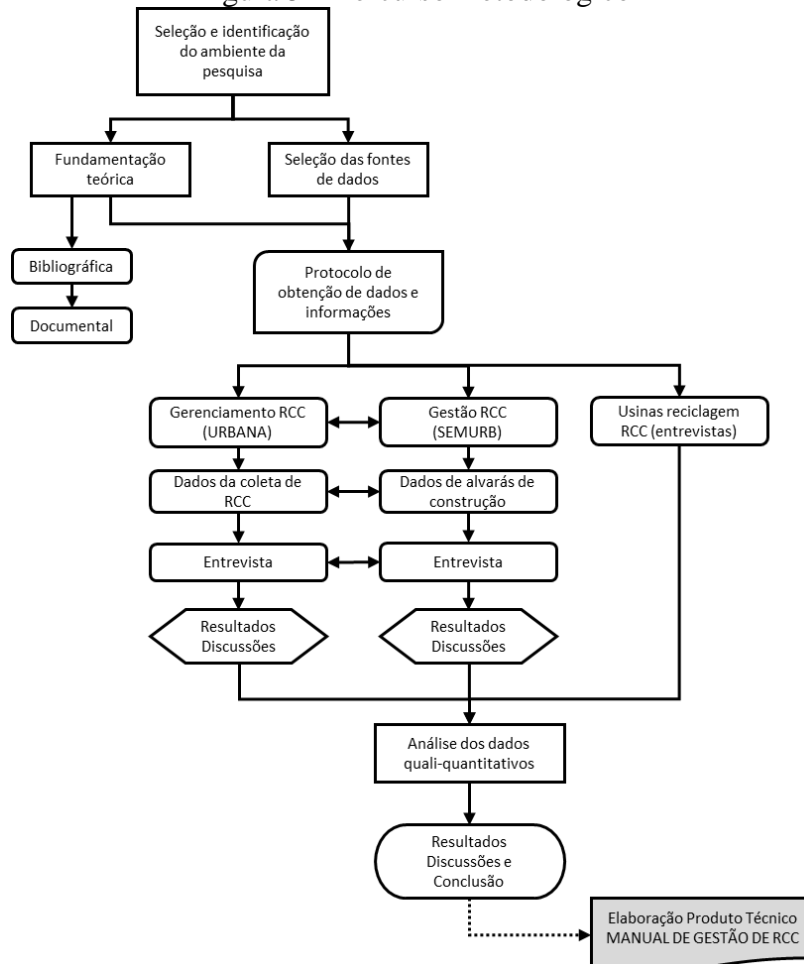 Seleção e identificação
do ambiente da
pesquisa
Fundamentação
teórica
Seleção das fontes
de dados
Bibliográfica
Documental
Protocolo de
obtenção de dados e
informações
Gerenciamento RCC
(URBANA)
Gestão RCC
(SEMURB)
Usinas reciclagem
RCC (entrevistas)
Dados da coleta de
RCC
Dados de alvarás de
construção
Entrevista
Entrevista
Resultados
Discussões
Resultados
Discussões
Análise dos dados
quali-quantitativos
Resultados
Discussões e
Conclusão
Elaboração Produto Técnico
MANUAL DE GESTÃO DE RCC